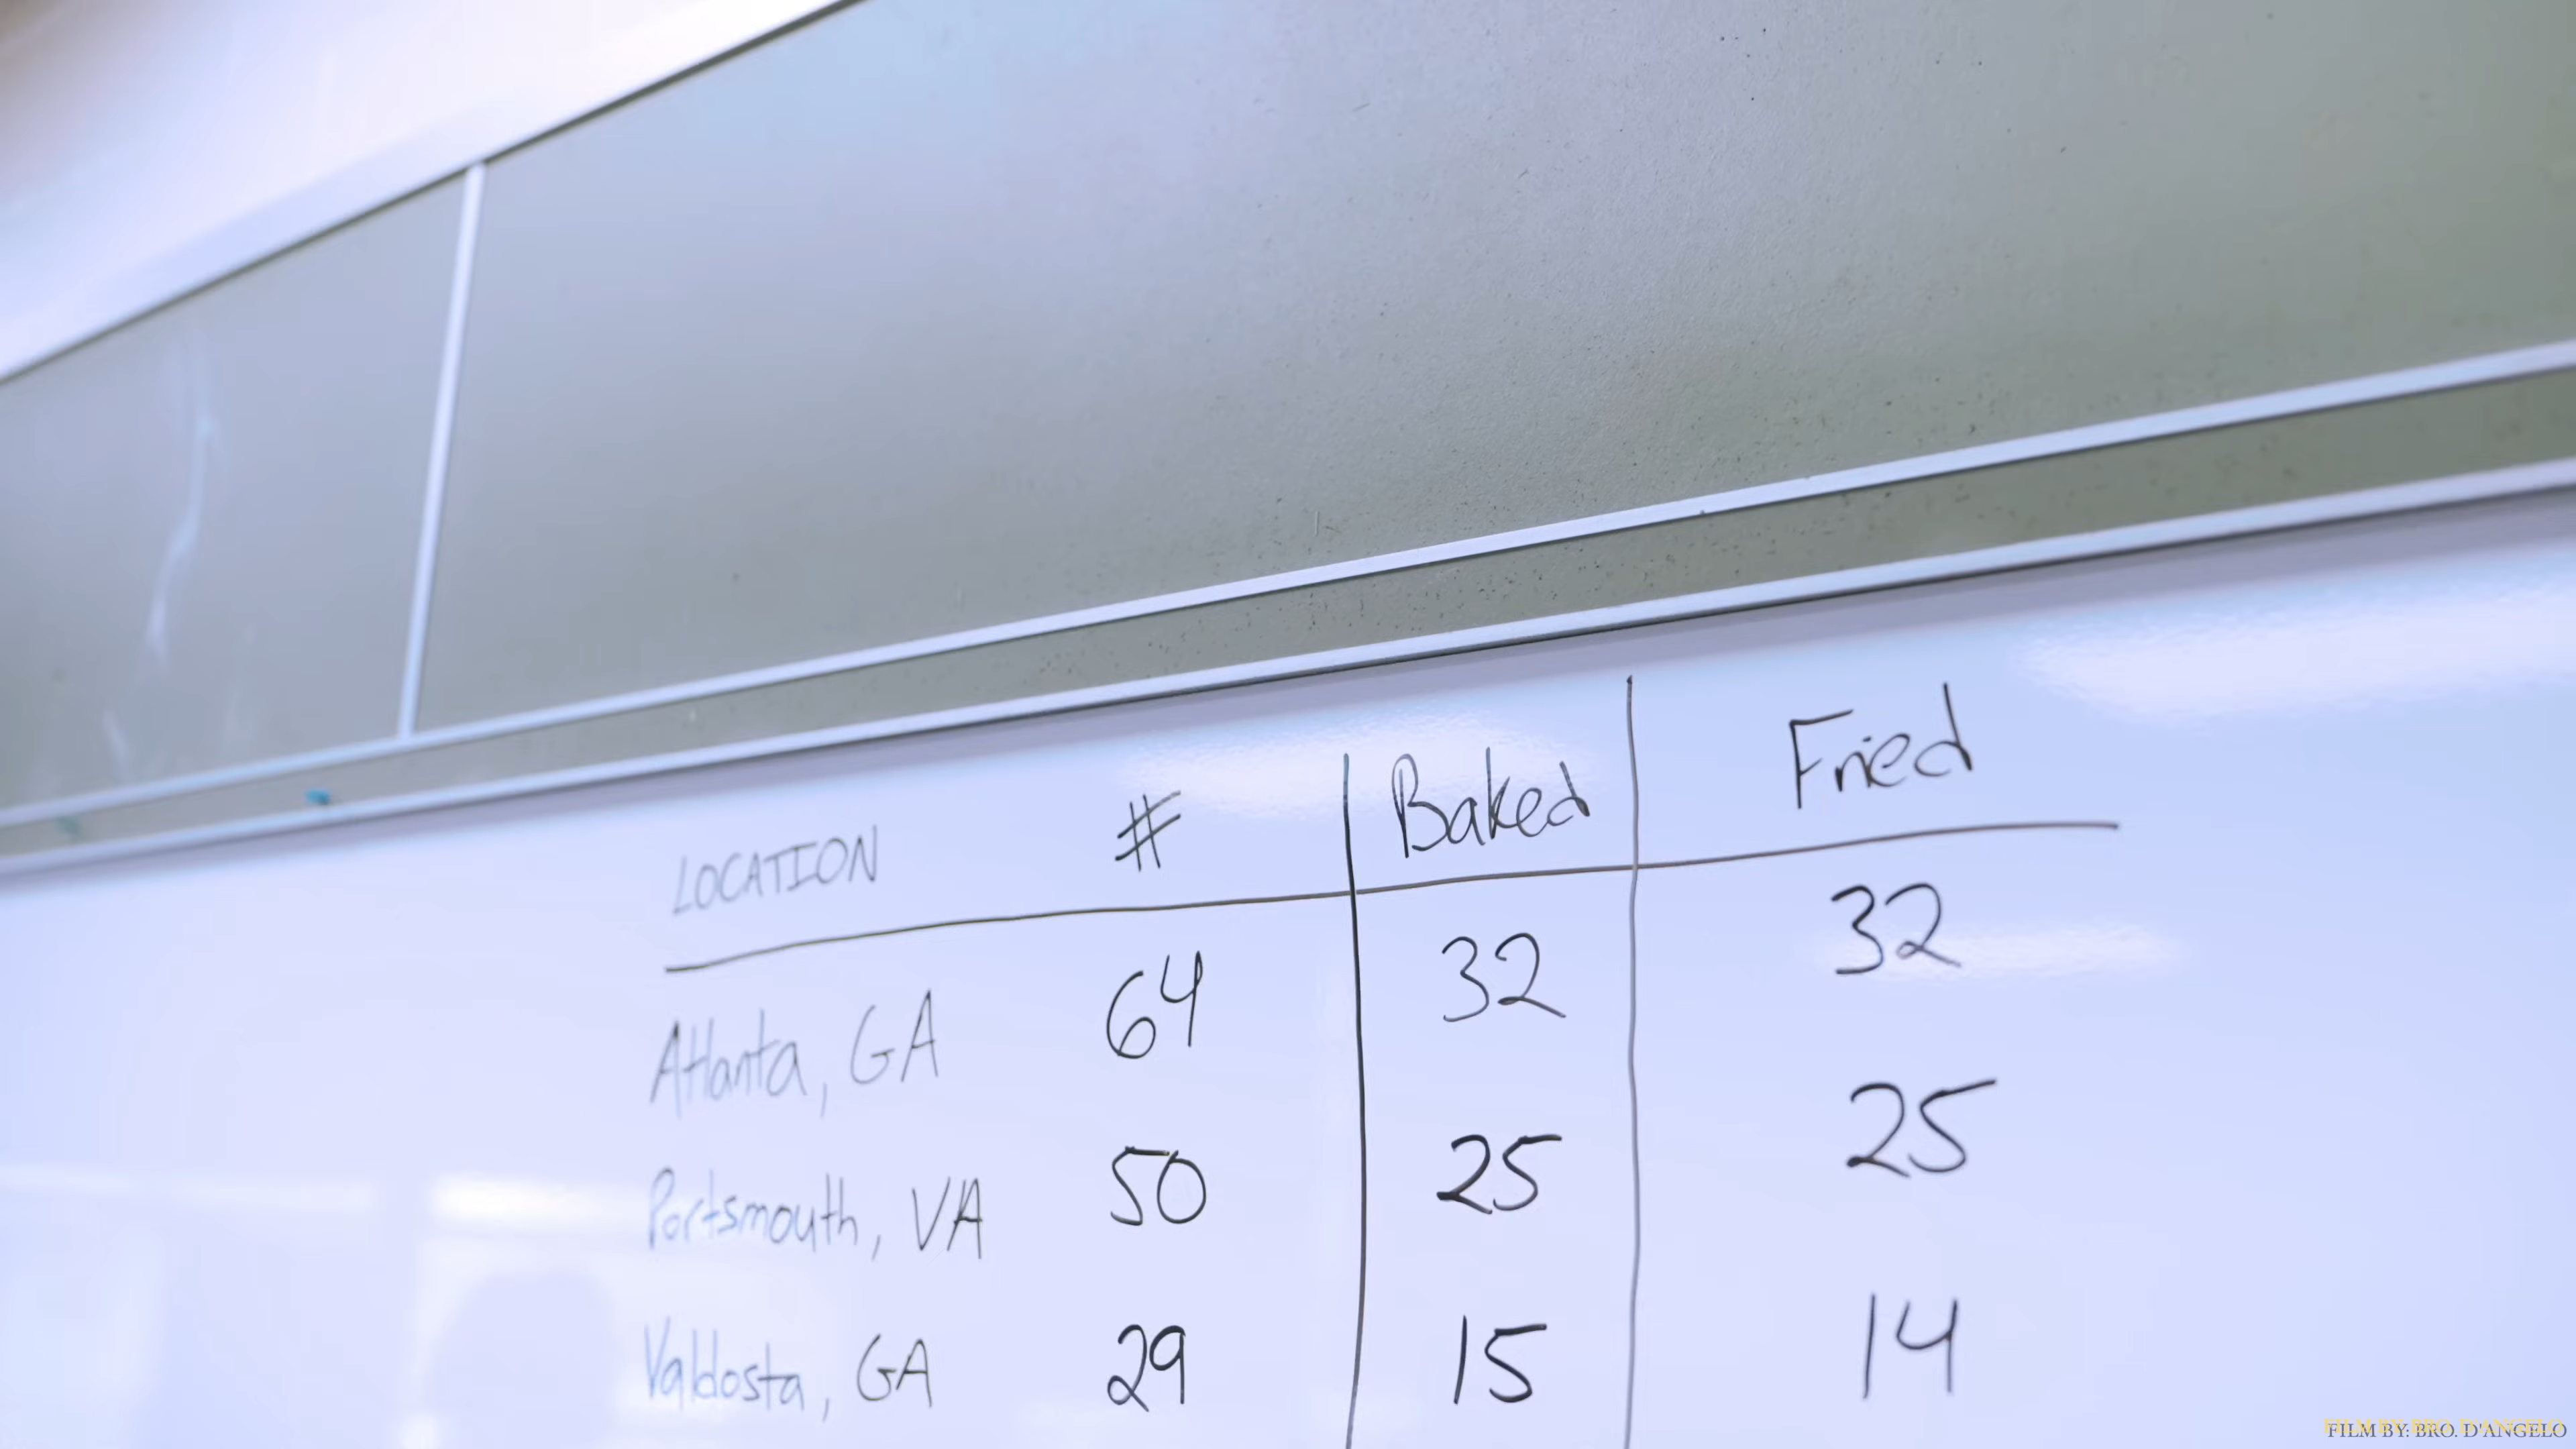 LOCATION # Baked Fried
Atlanta, GA 64 32 32
Portsmouth, VA 50 25 25
Valdosta, GA 29 15 14
FILM BY: BRO. D'ANGELO